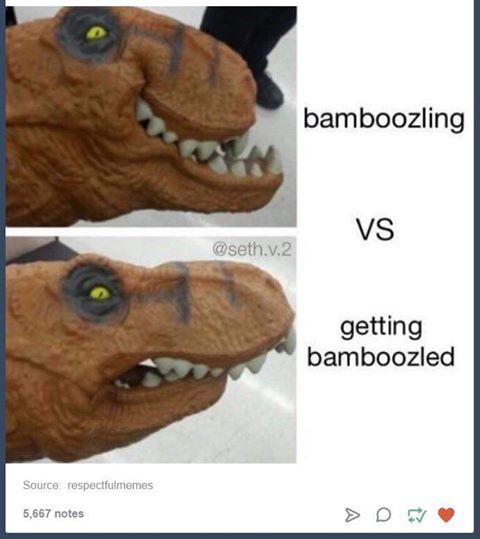 bamboozling
VS
@seth.v.2
getting
bamboozled
Source: respectfulmemes
5,667 notes